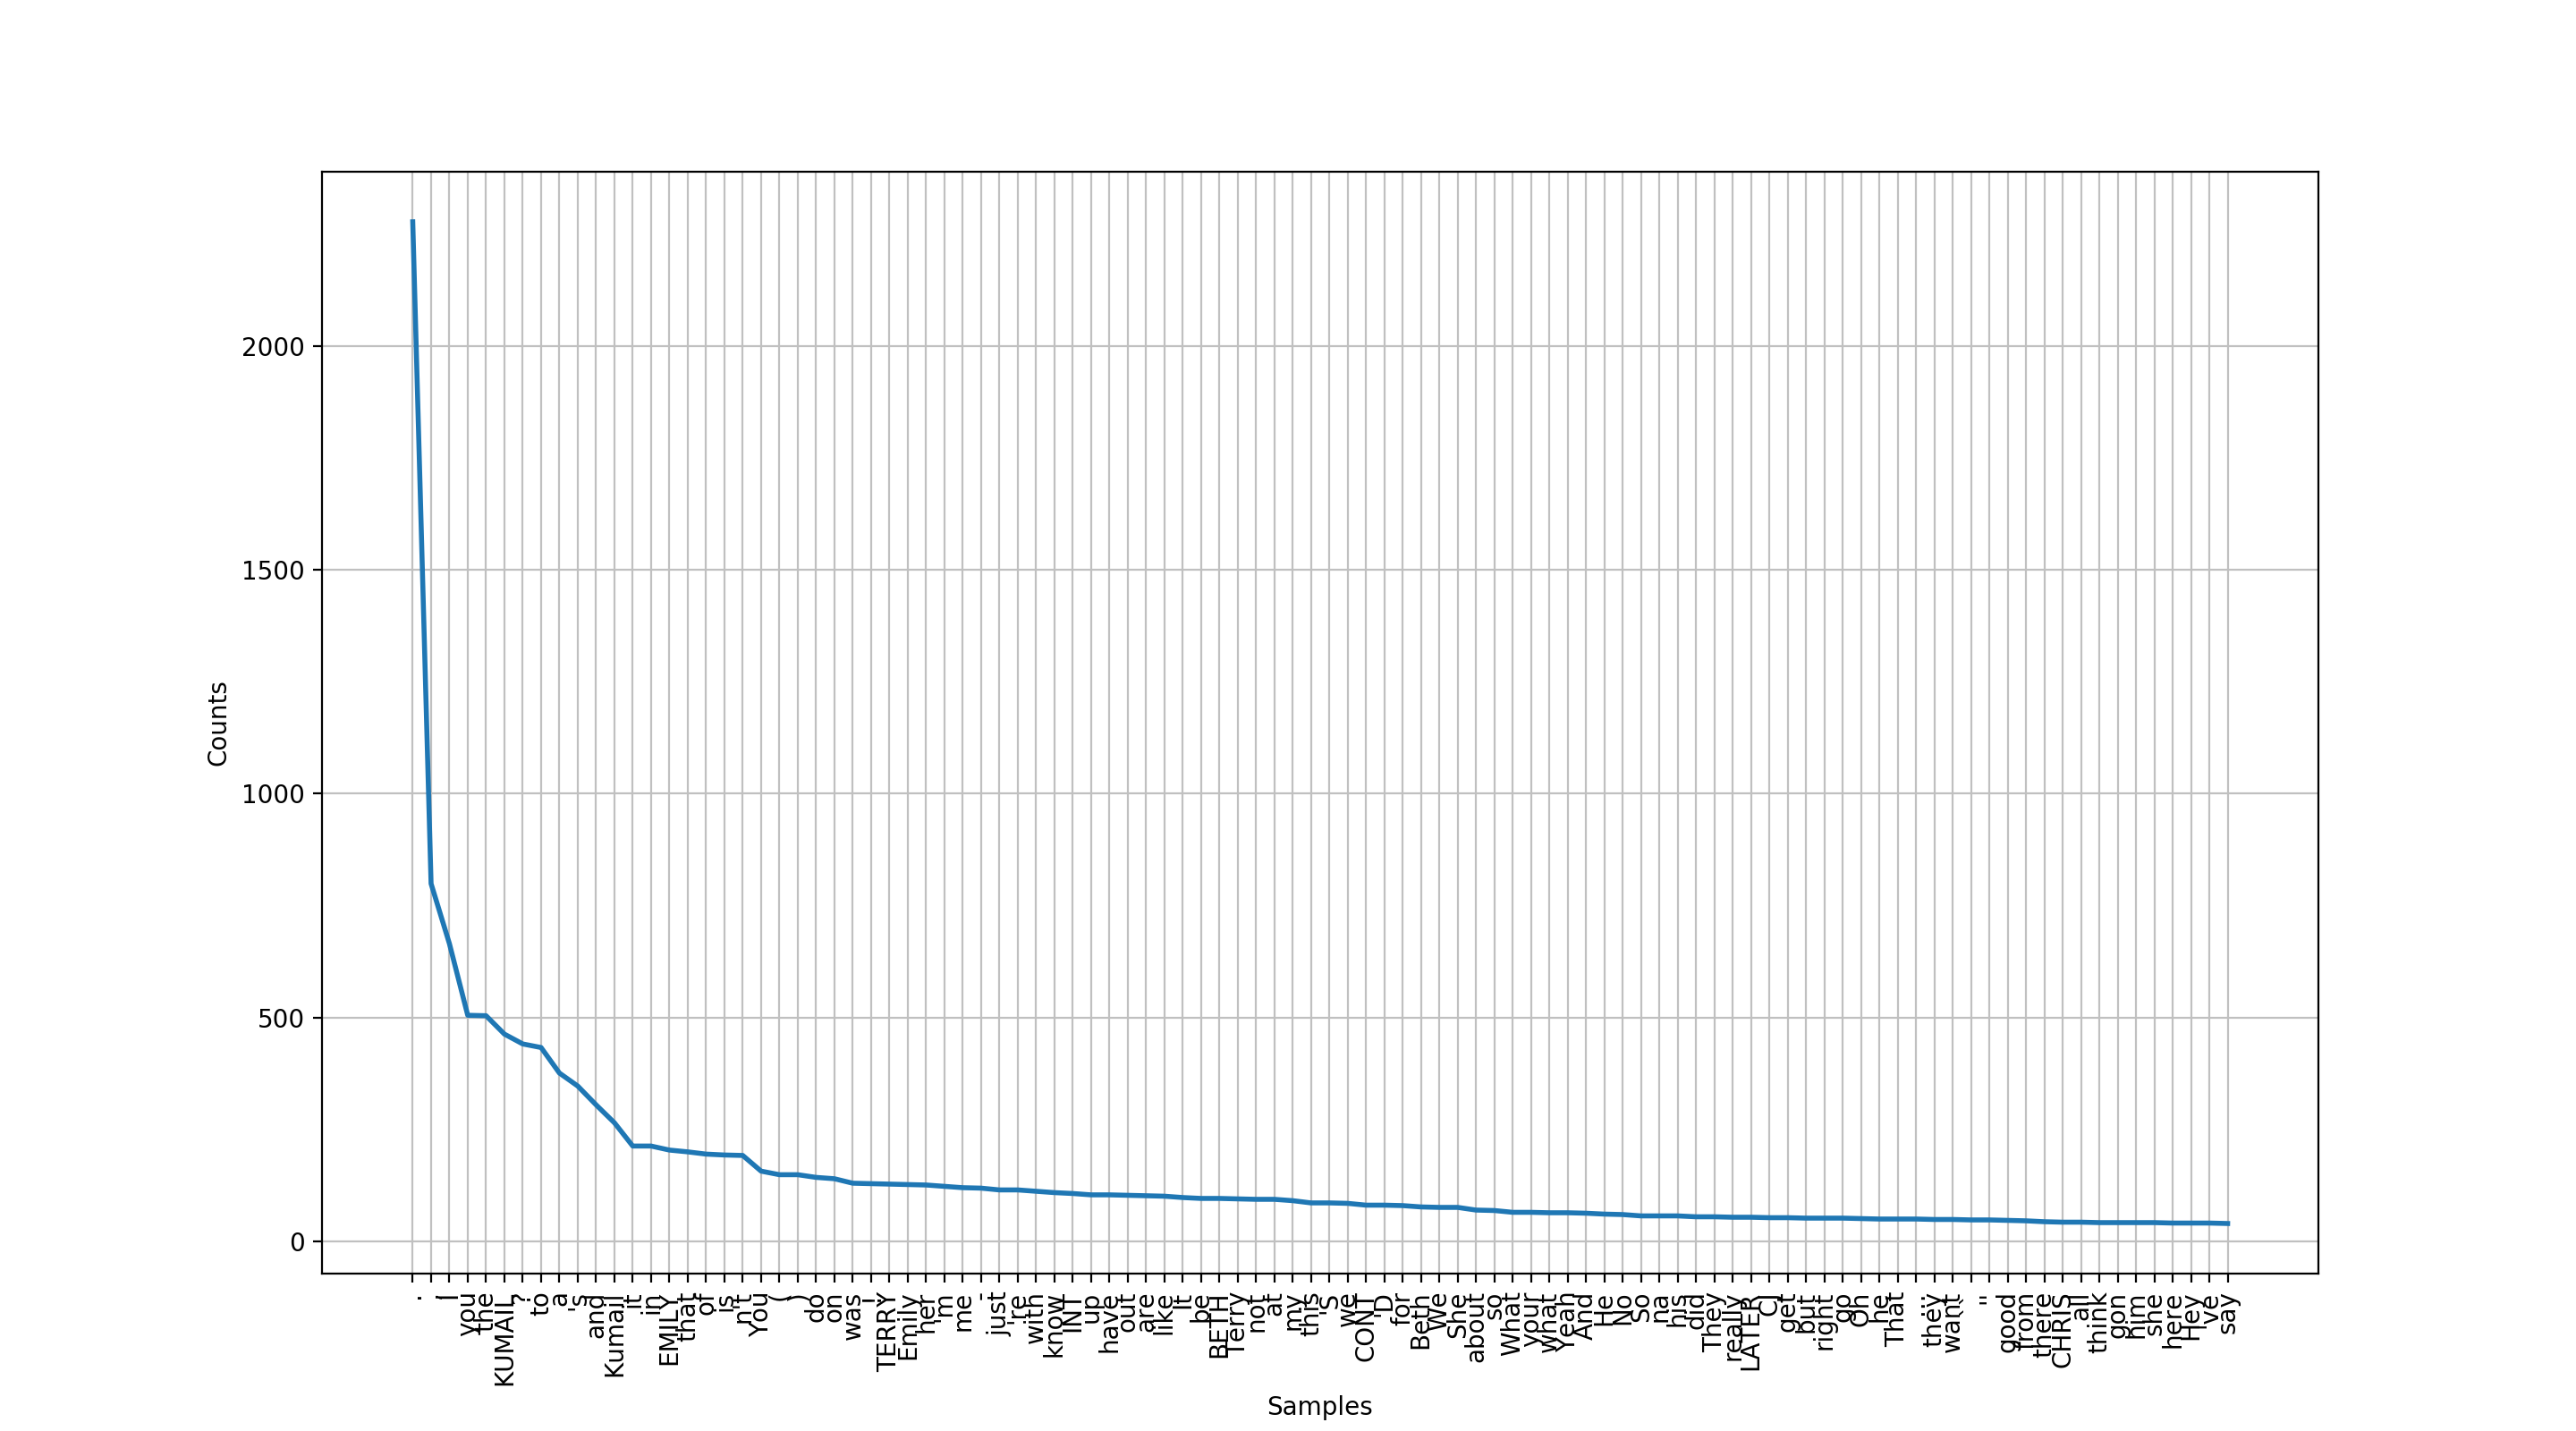 2000
1500
1000
500
0
Counts
.
,
I
you
the
KUMAIL
?
to
a
's
and
Kumail
it
in
EMILY
that
of
is
n't
You
(
)
do
on
was
!
TERRY
Emily
her
'm
me
-
just
're
with
know
INT
up
have
out
are
like
It
be
BETH
Terry
not
at
my
this
'S
we
CONT
'D
for
Beth
We
She
about
so
What
your
what
Yeah
And
He
No
So
na
his
did
They
really
LATER
CJ
get
but
right
go
Oh
he
That
:
they
want
``
''
good
from
there
CHRIS
all
think
gon
him
she
here
Hey
've
say
Samples